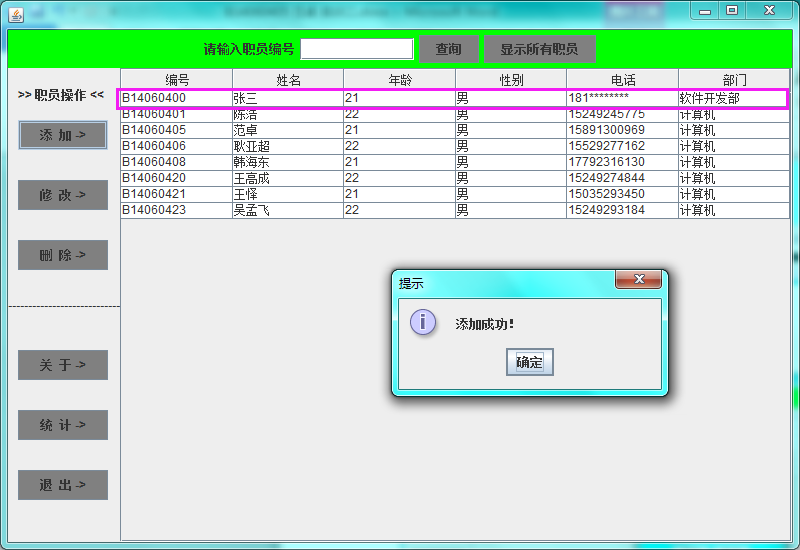 请输入职员编号 查询 显示所有职员
>> 职员操作 <<
添 加 ->
修 改 ->
删 除 ->
关 于 ->
统 计 ->
退 出 ->
编号 姓名 年龄 性别 电话 部门
B14060400 张三 21 男 181******** 软件开发部
B14060401 陈浩 22 男 15249245775 计算机
B14060405 范卓 21 男 15891300969 计算机
B14060406 耿亚超 22 男 15529277162 计算机
B14060408 韩海东 21 男 17792316130 计算机
B14060420 王高成 22 男 15249274844 计算机
B14060421 王怿 21 男 15035293450 计算机
B14060423 吴孟飞 22 男 15249293184 计算机
提示
添加成功!
确定